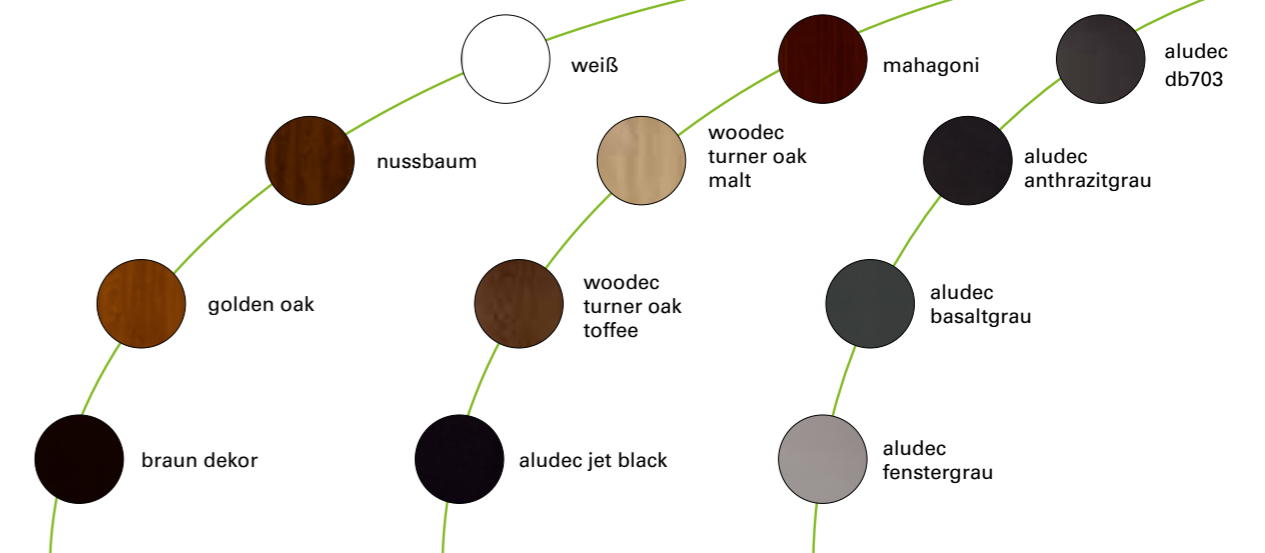 weiß
nussbaum
golden oak
braun dekor
mahagoni
woodec
turner oak
malt
woodec
turner oak
toffee
aludec jet black
aludec
db703
aludec
anthrazitgrau
aludec
basaltgrau
aludec
fenstergrau